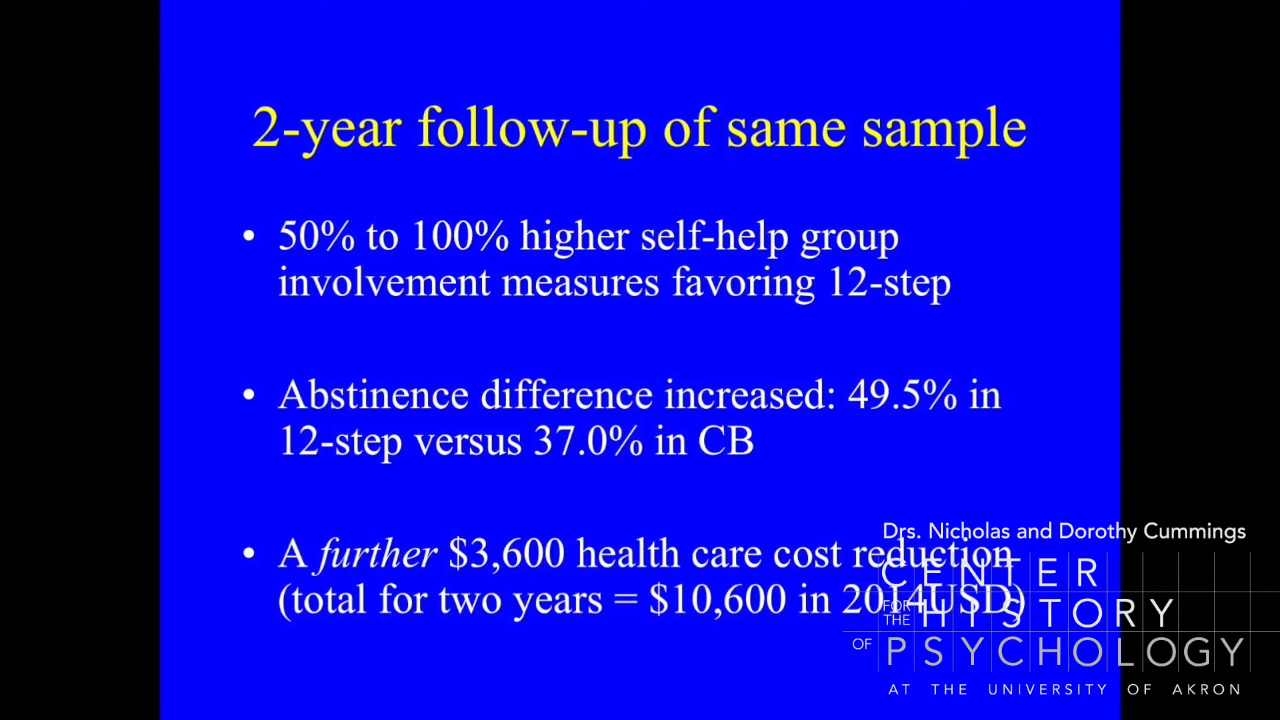 2-year follow-up of same sample
• 50% to 100% higher self-help group
involvement measures favoring 12-step
• Abstinence difference increased: 49.5% in
12-step versus 37.0% in CB
• A further $3,600 health care cost reduction
(total for two years = $10,600 in 2014USD)
Drs. Nicholas and Dorothy Cummings
CENTER
FOR THE HISTORY
OF PSYCHOLOGY
AT THE UNIVERSITY OF AKRON